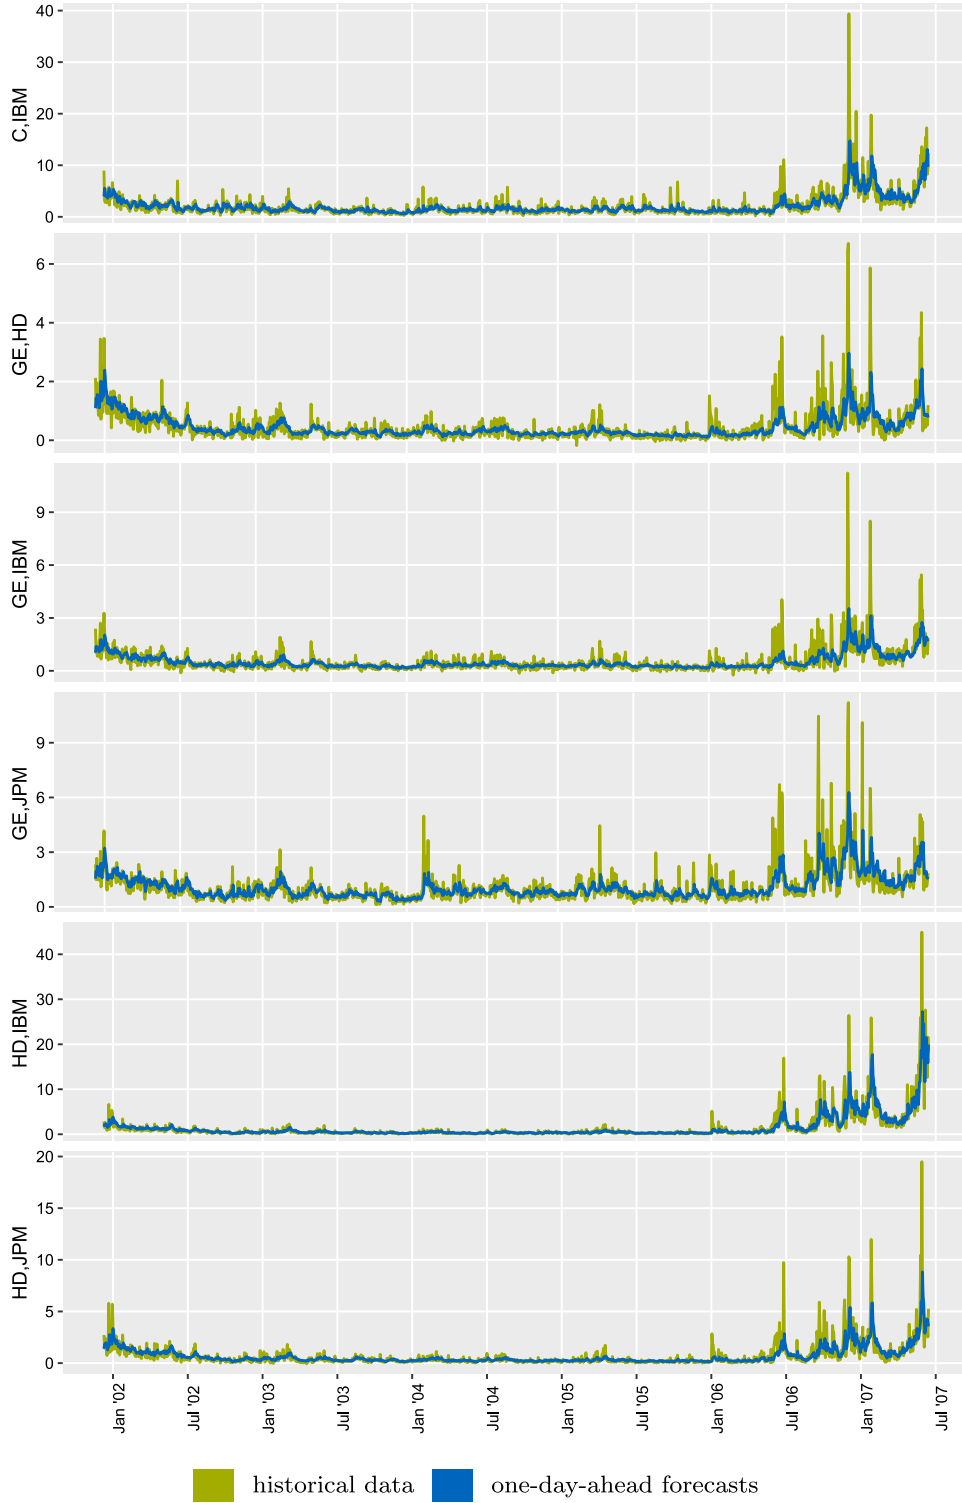 C,IBM
40
30
20
10
0
GE,HD
6
4
2
0
GE,IBM
9
6
3
0
GE,JPM
9
6
3
0
HD,IBM
40
30
20
10
0
HD,JPM
20
15
10
5
0
Jan '02
Jul '02
Jan '03
Jul '03
Jan '04
Jul '04
Jan '05
Jul '05
Jan '06
Jul '06
Jan '07
Jul '07
historical data
one-day-ahead forecasts